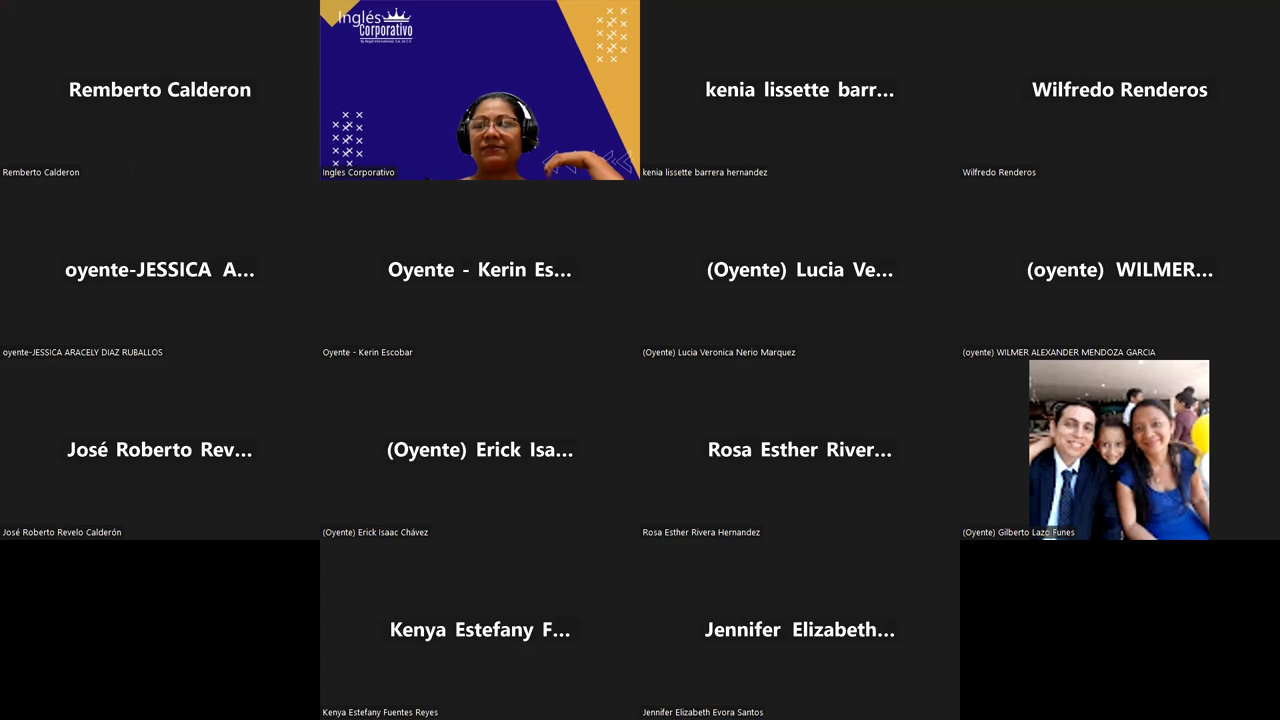 Remberto Calderon
Remberto Calderon
Inglés
Corporativo
Ingles Corporativo
kenia lissette barr...
kenia lissette barrera hernandez
Wilfredo Renderos
Wilfredo Renderos
oyente-JESSICA A...
oyente-JESSICA ARACELY DIAZ RUBALLOS
Oyente - Kerin Es...
Oyente - Kerin Escobar
(Oyente) Lucia Ve...
(Oyente) Lucia Veronica Nerio Marquez
(oyente) WILMER...
(oyente) WILMER ALEXANDER MENDOZA GARCIA
José Roberto Rev...
José Roberto Revelo Calderón
(Oyente) Erick Isa...
(Oyente) Erick Isaac Chávez
Rosa Esther River...
Rosa Esther Rivera Hernandez
(Oyente) Gilberto Lazo Funes
Kenya Estefany F...
Kenya Estefany Fuentes Reyes
Jennifer Elizabeth...
Jennifer Elizabeth Evora Santos